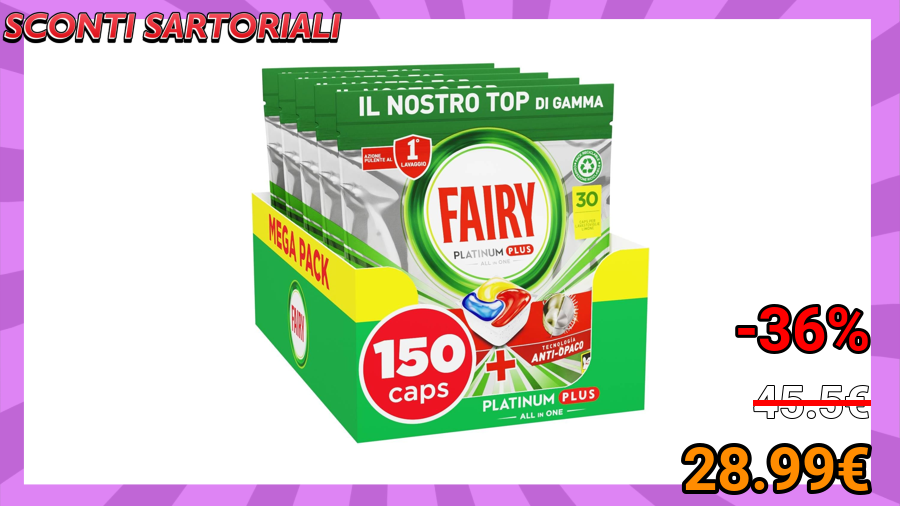 SCONTI SARTORIALI
IL NOSTRO TOP DI GAMMA
AZIONE
PULENTE AL
1°
LAVAGGIO
FAIRY
PLATINUM PLUS
ALL IN ONE
30
MEGA PACK
FAIRY
150
caps
+
TECNOLOGÍA
ANTI-OPACO
PLATINUM PLUS
ALL IN ONE
-36%
45.5€
28.99€